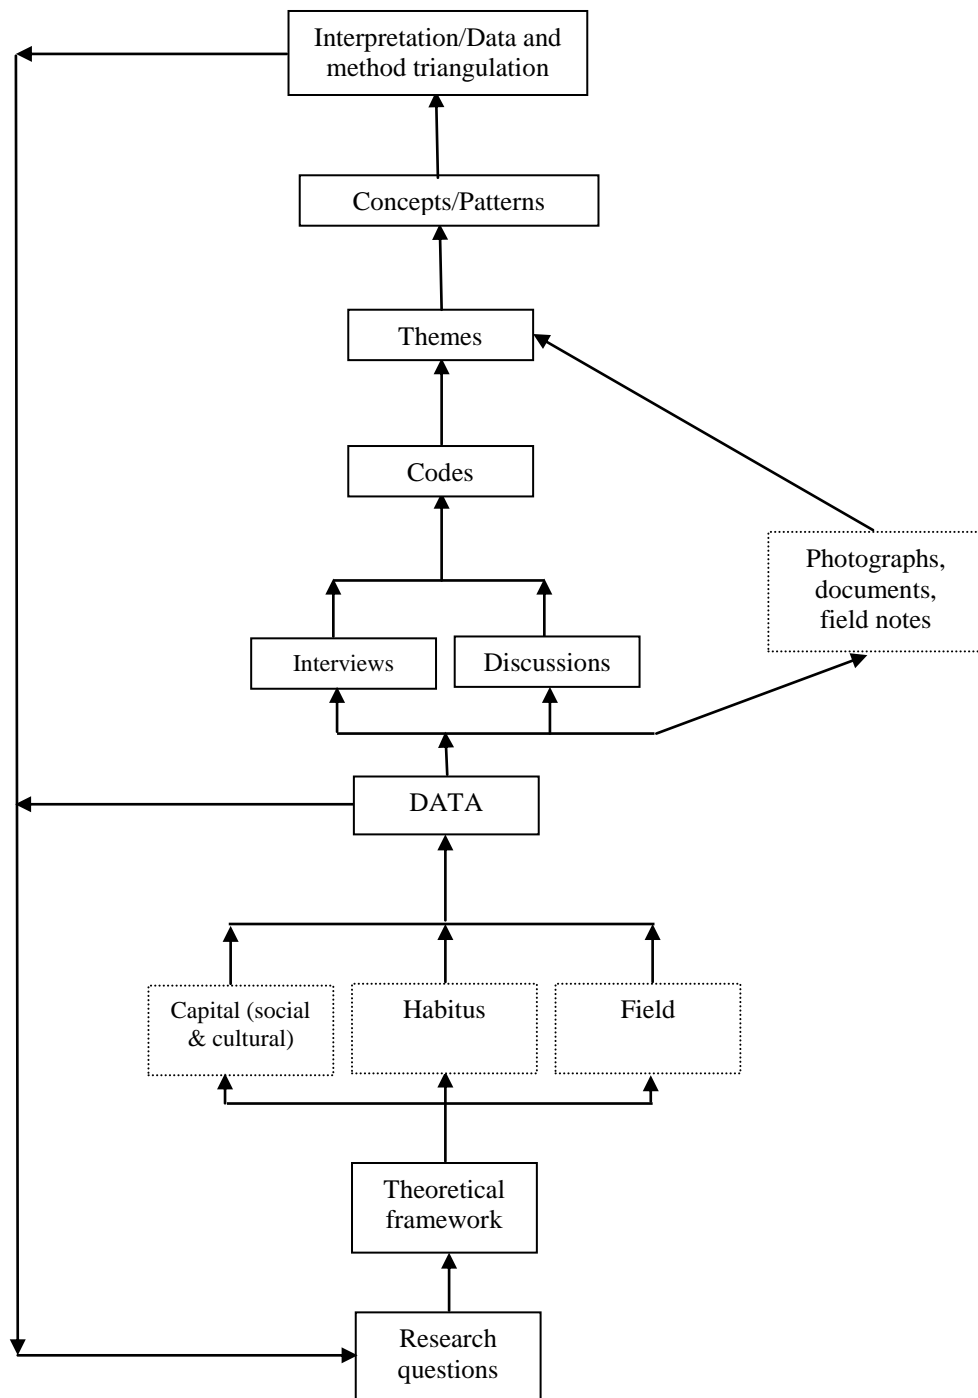 Interpretation/Data and
method triangulation
Concepts/Patterns
Themes
Codes
Photographs,
documents,
field notes
Interviews
Discussions
DATA
Capital (social
& cultural)
Habitus
Field
Theoretical
framework
Research
questions